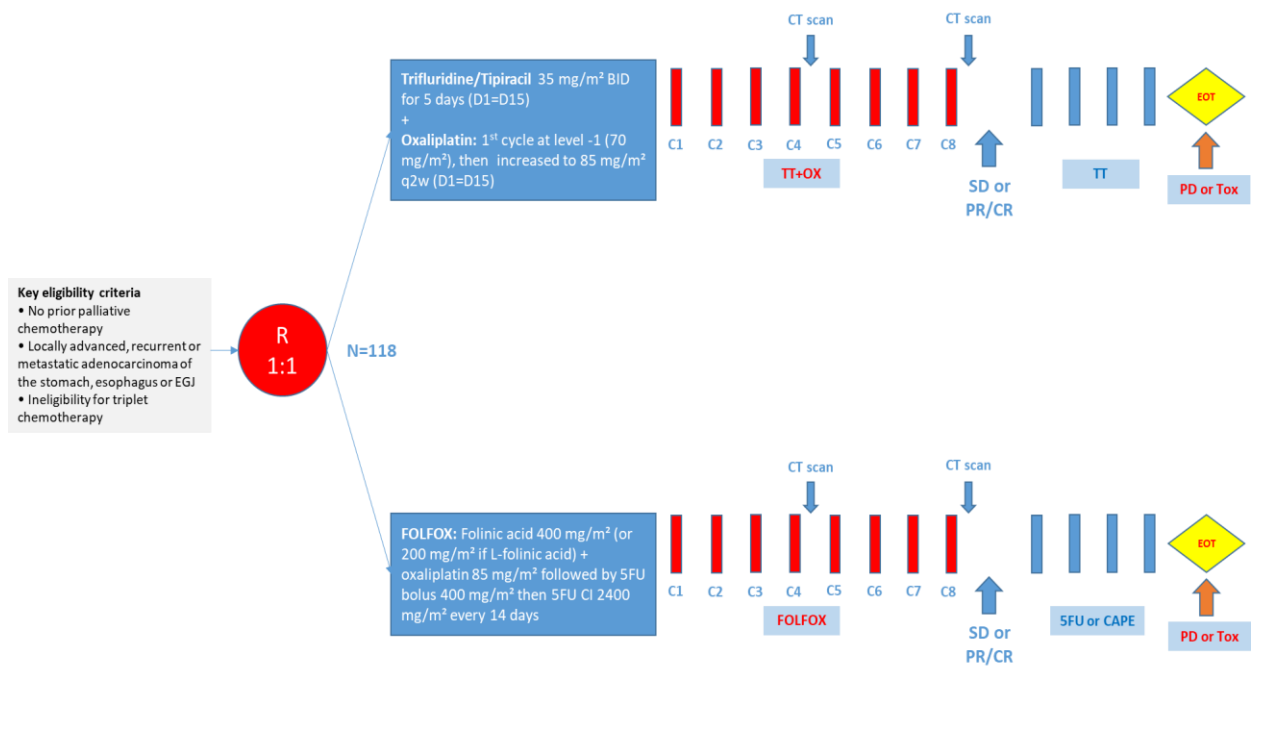 Key eligibility criteria
• No prior palliative
chemotherapy
• Locally advanced, recurrent or
metastatic adenocarcinoma of
the stomach, esophagus or EGJ
• Ineligibility for triplet
chemotherapy
R
1:1
N=118
Trifluridine/Tipiracil 35 mg/m² BID
for 5 days (D1=D15)
+
Oxaliplatin: 1st cycle at level -1 (70
mg/m²), then increased to 85 mg/m²
q2w (D1=D15)
CT scan
CT scan
C1 C2 C3 C4 C5 C6 C7 C8
TT+OX
SD or
PR/CR
TT
EOT
PD or Tox
FOLFOX: Folinic acid 400 mg/m² (or
200 mg/m² if L-folinic acid) +
oxaliplatin 85 mg/m² followed by 5FU
bolus 400 mg/m² then 5FU CI 2400
mg/m² every 14 days
CT scan
CT scan
C1 C2 C3 C4 C5 C6 C7 C8
FOLFOX
SD or
PR/CR
5FU or CAPE
EOT
PD or Tox